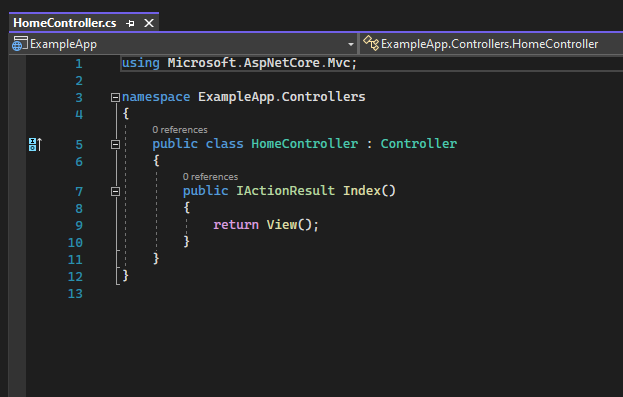 HomeController.cs
ExampleApp ExampleApp.Controllers.HomeController
1 using Microsoft.AspNetCore.Mvc;
2
3 namespace ExampleApp.Controllers
4 {
0 references
5 public class HomeController : Controller
6 {
0 references
7 public IActionResult Index()
8 {
9 return View();
10 }
11 }
12 }
13